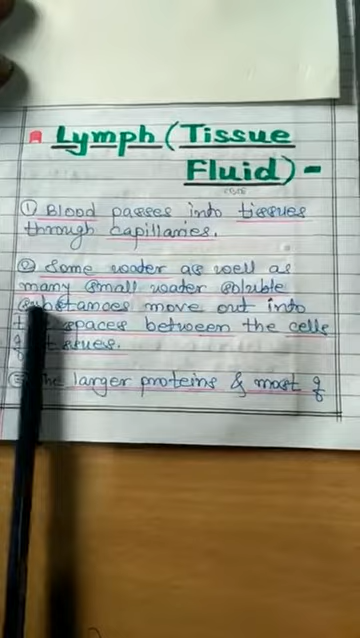 Lymph (Tissue
Fluid) -
① Blood passes into tissues
through capillaries.
② Some water as well as
many small water soluble
substances move out into
spaces between the cells
③ The larger proteins & most of